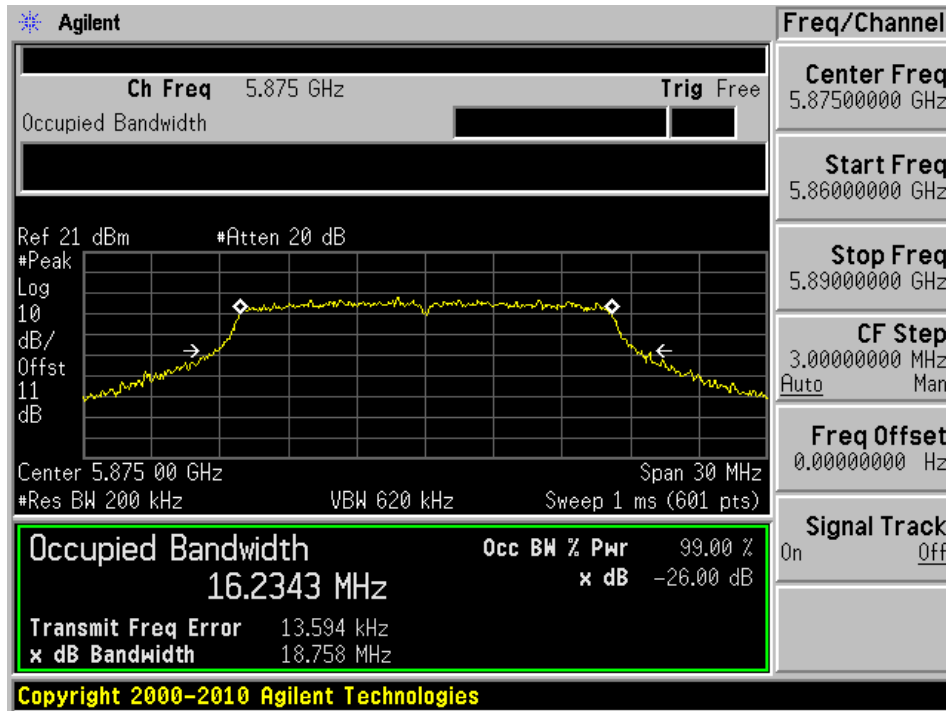 Agilent
Freq/Channel
Ch Freq 5.875 GHz Trig Free
Occupied Bandwidth
Center Freq
5.87500000 GHz
Start Freq
5.86000000 GHz
Stop Freq
5.89000000 GHz
CF Step
3.00000000 MHz
Auto Man
Freq Offset
0.00000000 Hz
Signal Track
On Off
Ref 21 dBm #Atten 20 dB
#Peak
Log
10
dB/
Offst
11
dB
Center 5.875 00 GHz Span 30 MHz
#Res BW 200 kHz VBW 620 kHz Sweep 1 ms (601 pts)
Occupied Bandwidth Occ BW % Pwr 99.00 %
16.2343 MHz x dB -26.00 dB
Transmit Freq Error 13.594 kHz
x dB Bandwidth 18.758 MHz
Copyright 2000-2010 Agilent Technologies